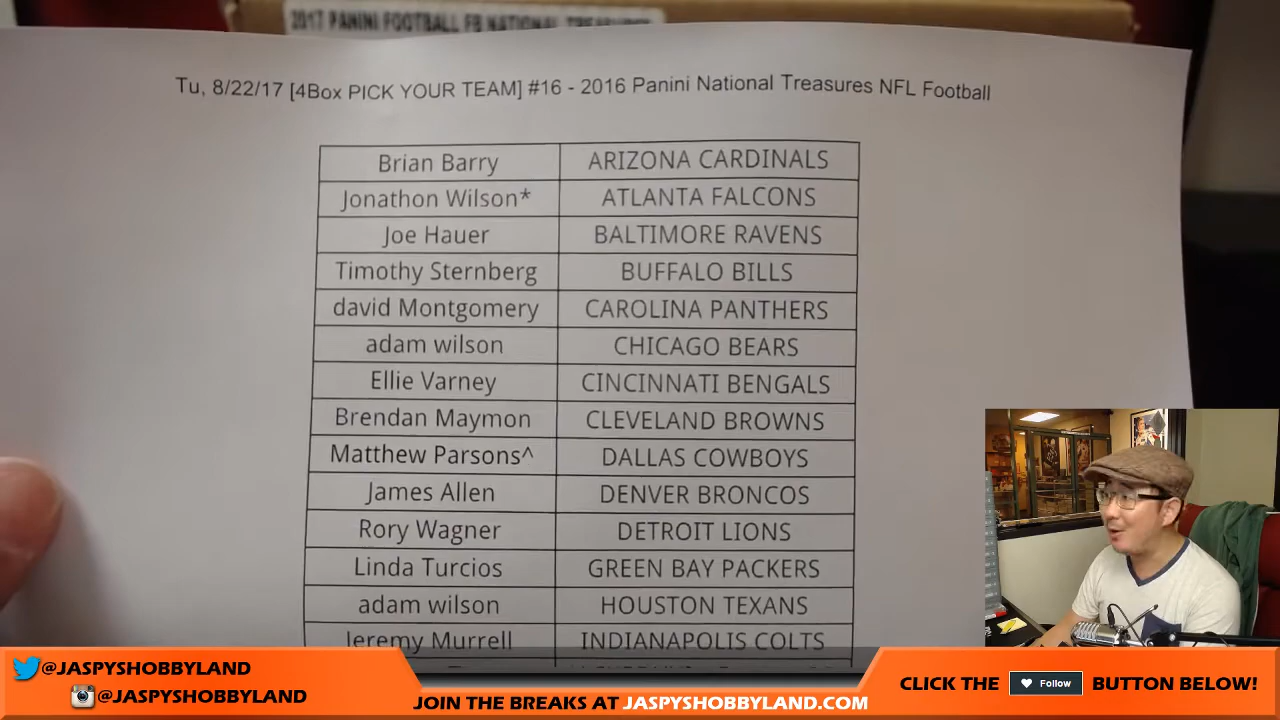 2017 PANINI FOOTBALL FB NATIONAL TREASURES
Tu, 8/22/17 [4Box PICK YOUR TEAM] #16 - 2016 Panini National Treasures NFL Football
Brian Barry ARIZONA CARDINALS
Jonathon Wilson* ATLANTA FALCONS
Joe Hauer BALTIMORE RAVENS
Timothy Sternberg BUFFALO BILLS
david Montgomery CAROLINA PANTHERS
adam wilson CHICAGO BEARS
Ellie Varney CINCINNATI BENGALS
Brendan Maymon CLEVELAND BROWNS
Matthew Parsons^ DALLAS COWBOYS
James Allen DENVER BRONCOS
Rory Wagner DETROIT LIONS
Linda Turcios GREEN BAY PACKERS
adam wilson HOUSTON TEXANS
Jeremy Murrell INDIANAPOLIS COLTS
@JASPYSHOBBYLAND
@JASPYSHOBBYLAND
JOIN THE BREAKS AT JASPYSHOBBYLAND.COM
CLICK THE Follow BUTTON BELOW!